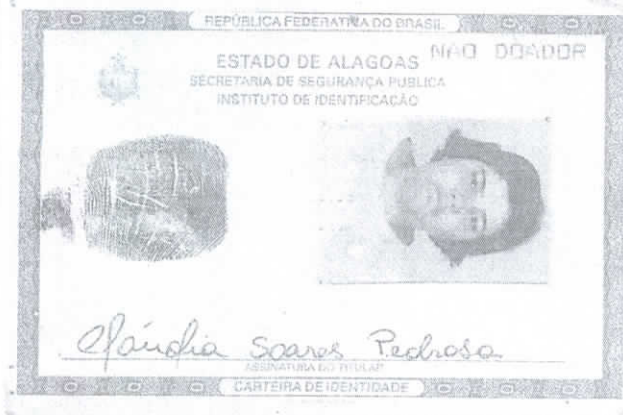 REPÚBLICA FEDERATIVA DO BRASIL
NÃO DOADOR
ESTADO DE ALAGOAS
SECRETARIA DE SEGURANÇA PÚBLICA
INSTITUTO DE IDENTIFICAÇÃO
Cláudia Soares Pedrosa
ASSINATURA DO TITULAR
CARTEIRA DE IDENTIDADE